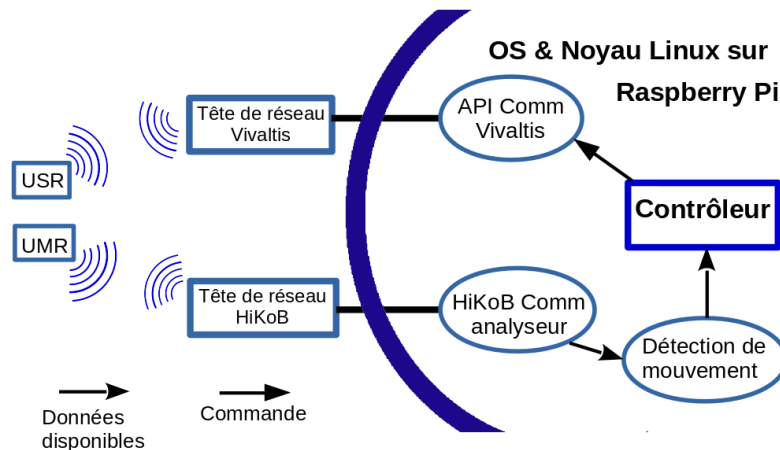 OS & Noyau Linux sur
Raspberry Pi
Tête de réseau
Vivaltis
API Comm
Vivaltis
USR
UMR
Contrôleur
Tête de réseau
HiKoB
HiKoB Comm
analyseur
Détection de
mouvement
Données
disponibles
Commande